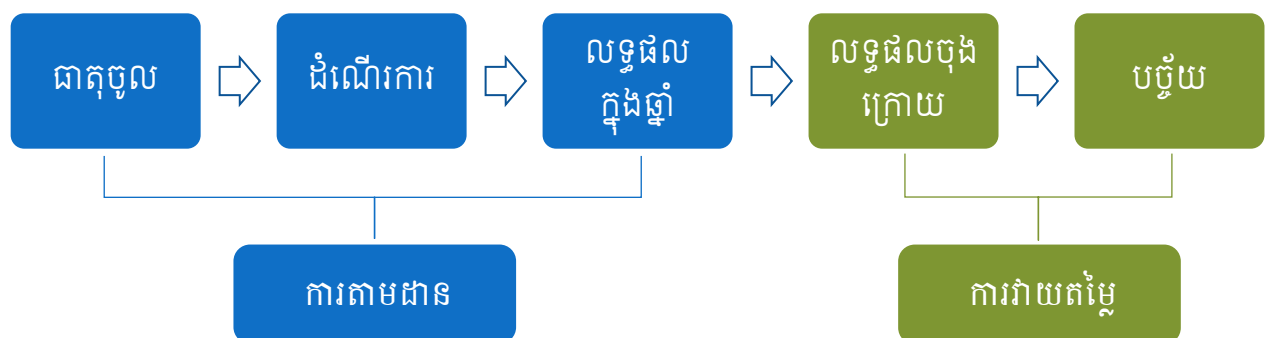 ធាតុចូល
ដំណើរការ
លទ្ធផល
ក្នុងឆ្នាំ
លទ្ធផលចុង
ក្រោយ
បច្ច័យ
ការតាមដាន
ការវាយតម្លៃ